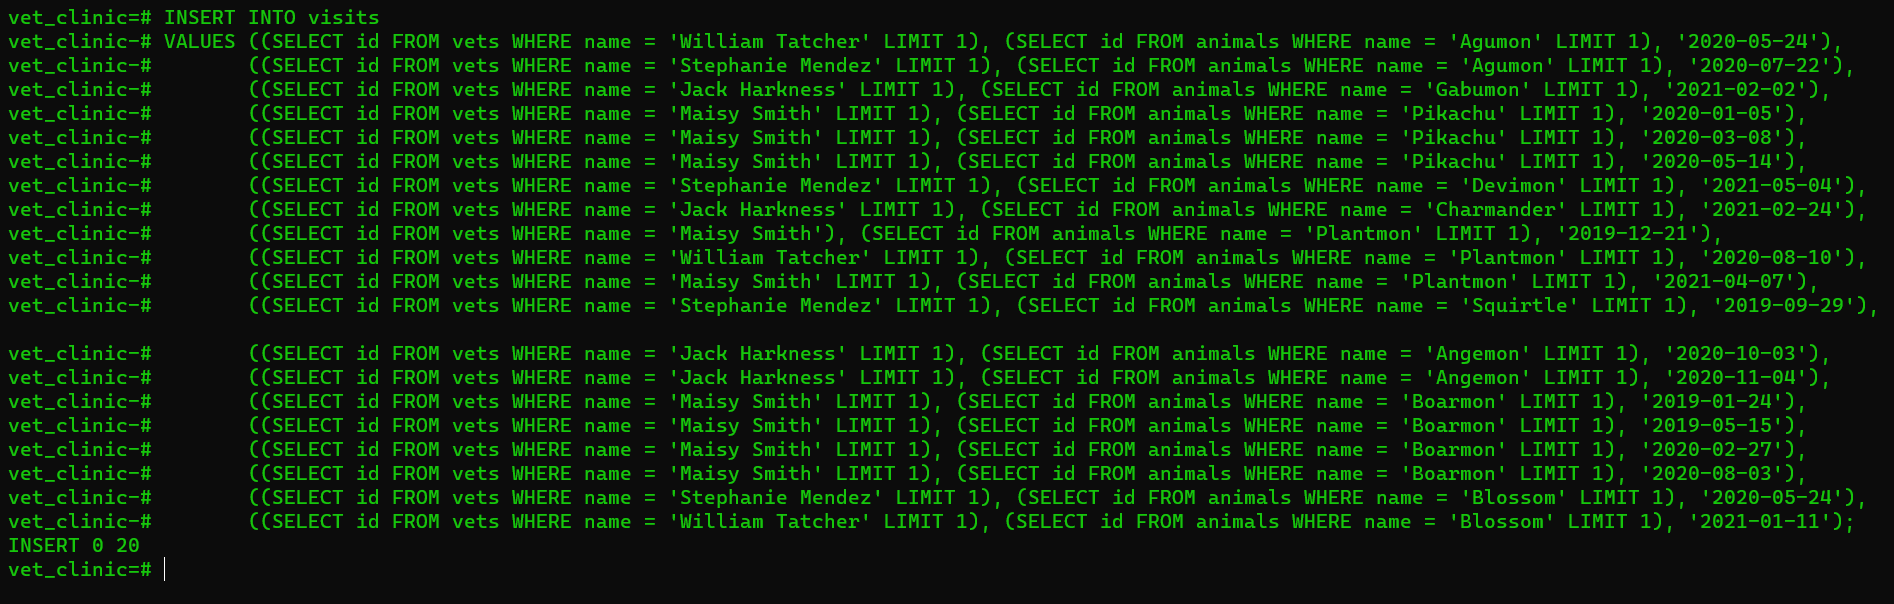 vet_clinic=# INSERT INTO visits
vet_clinic-# VALUES ((SELECT id FROM vets WHERE name = 'William Tatcher' LIMIT 1), (SELECT id FROM animals WHERE name = 'Agumon' LIMIT 1), '2020-05-24'),
vet_clinic-#        ((SELECT id FROM vets WHERE name = 'Stephanie Mendez' LIMIT 1), (SELECT id FROM animals WHERE name = 'Agumon' LIMIT 1), '2020-07-22'),
vet_clinic-#        ((SELECT id FROM vets WHERE name = 'Jack Harkness' LIMIT 1), (SELECT id FROM animals WHERE name = 'Gabumon' LIMIT 1), '2021-02-02'),
vet_clinic-#        ((SELECT id FROM vets WHERE name = 'Maisy Smith' LIMIT 1), (SELECT id FROM animals WHERE name = 'Pikachu' LIMIT 1), '2020-01-05'),
vet_clinic-#        ((SELECT id FROM vets WHERE name = 'Maisy Smith' LIMIT 1), (SELECT id FROM animals WHERE name = 'Pikachu' LIMIT 1), '2020-03-08'),
vet_clinic-#        ((SELECT id FROM vets WHERE name = 'Maisy Smith' LIMIT 1), (SELECT id FROM animals WHERE name = 'Pikachu' LIMIT 1), '2020-05-14'),
vet_clinic-#        ((SELECT id FROM vets WHERE name = 'Stephanie Mendez' LIMIT 1), (SELECT id FROM animals WHERE name = 'Devimon' LIMIT 1), '2021-05-04'),
vet_clinic-#        ((SELECT id FROM vets WHERE name = 'Jack Harkness' LIMIT 1), (SELECT id FROM animals WHERE name = 'Charmander' LIMIT 1), '2021-02-24'),
vet_clinic-#        ((SELECT id FROM vets WHERE name = 'Maisy Smith'), (SELECT id FROM animals WHERE name = 'Plantmon' LIMIT 1), '2019-12-21'),
vet_clinic-#        ((SELECT id FROM vets WHERE name = 'William Tatcher' LIMIT 1), (SELECT id FROM animals WHERE name = 'Plantmon' LIMIT 1), '2020-08-10'),
vet_clinic-#        ((SELECT id FROM vets WHERE name = 'Maisy Smith' LIMIT 1), (SELECT id FROM animals WHERE name = 'Plantmon' LIMIT 1), '2021-04-07'),
vet_clinic-#        ((SELECT id FROM vets WHERE name = 'Stephanie Mendez' LIMIT 1), (SELECT id FROM animals WHERE name = 'Squirtle' LIMIT 1), '2019-09-29'),
vet_clinic-#        ((SELECT id FROM vets WHERE name = 'Jack Harkness' LIMIT 1), (SELECT id FROM animals WHERE name = 'Angemon' LIMIT 1), '2020-10-03'),
vet_clinic-#        ((SELECT id FROM vets WHERE name = 'Jack Harkness' LIMIT 1), (SELECT id FROM animals WHERE name = 'Angemon' LIMIT 1), '2020-11-04'),
vet_clinic-#        ((SELECT id FROM vets WHERE name = 'Maisy Smith' LIMIT 1), (SELECT id FROM animals WHERE name = 'Boarmon' LIMIT 1), '2019-01-24'),
vet_clinic-#        ((SELECT id FROM vets WHERE name = 'Maisy Smith' LIMIT 1), (SELECT id FROM animals WHERE name = 'Boarmon' LIMIT 1), '2019-05-15'),
vet_clinic-#        ((SELECT id FROM vets WHERE name = 'Maisy Smith' LIMIT 1), (SELECT id FROM animals WHERE name = 'Boarmon' LIMIT 1), '2020-02-27'),
vet_clinic-#        ((SELECT id FROM vets WHERE name = 'Maisy Smith' LIMIT 1), (SELECT id FROM animals WHERE name = 'Boarmon' LIMIT 1), '2020-08-03'),
vet_clinic-#        ((SELECT id FROM vets WHERE name = 'Stephanie Mendez' LIMIT 1), (SELECT id FROM animals WHERE name = 'Blossom' LIMIT 1), '2020-05-24'),
vet_clinic-#        ((SELECT id FROM vets WHERE name = 'William Tatcher' LIMIT 1), (SELECT id FROM animals WHERE name = 'Blossom' LIMIT 1), '2021-01-11');
INSERT 0 20
vet_clinic=#